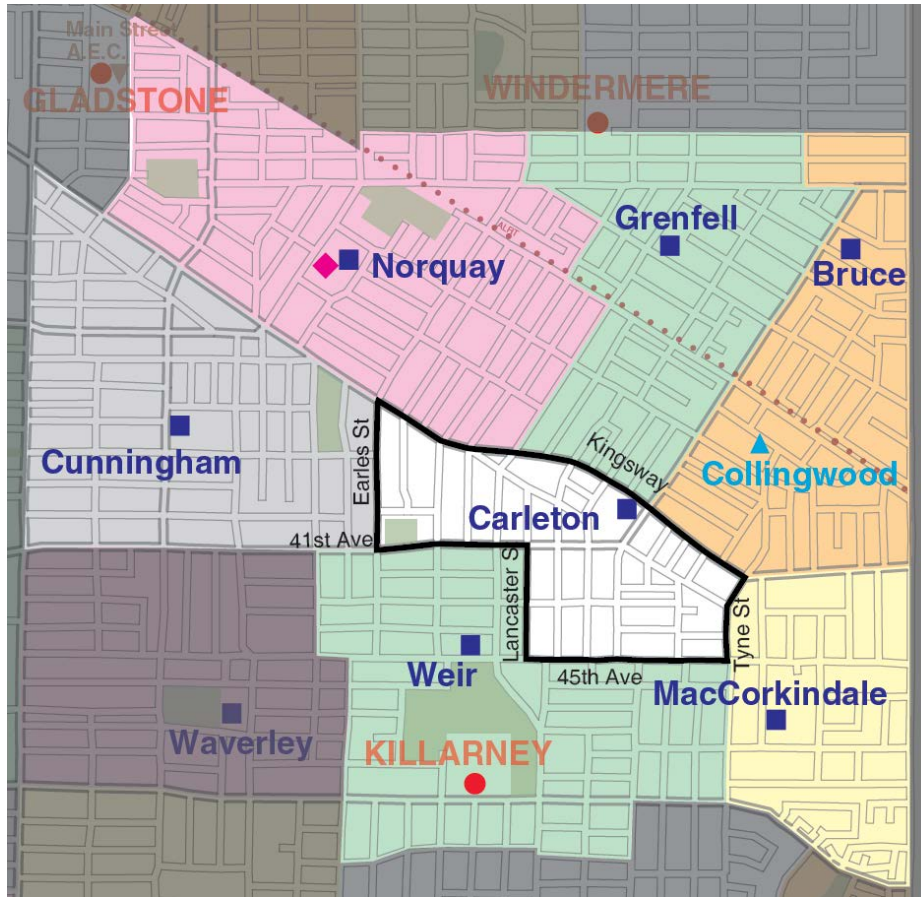 Main Street
A.E.C.
GLADSTONE
WINDERMERE
Grenfell
ALRT
Norquay
Bruce
Earles St
Kingsway
Cunningham
Collingwood
Carleton
41st Ave
Lancaster S
Tyne St
Weir
45th Ave
MacCorkindale
Waverley
KILLARNEY